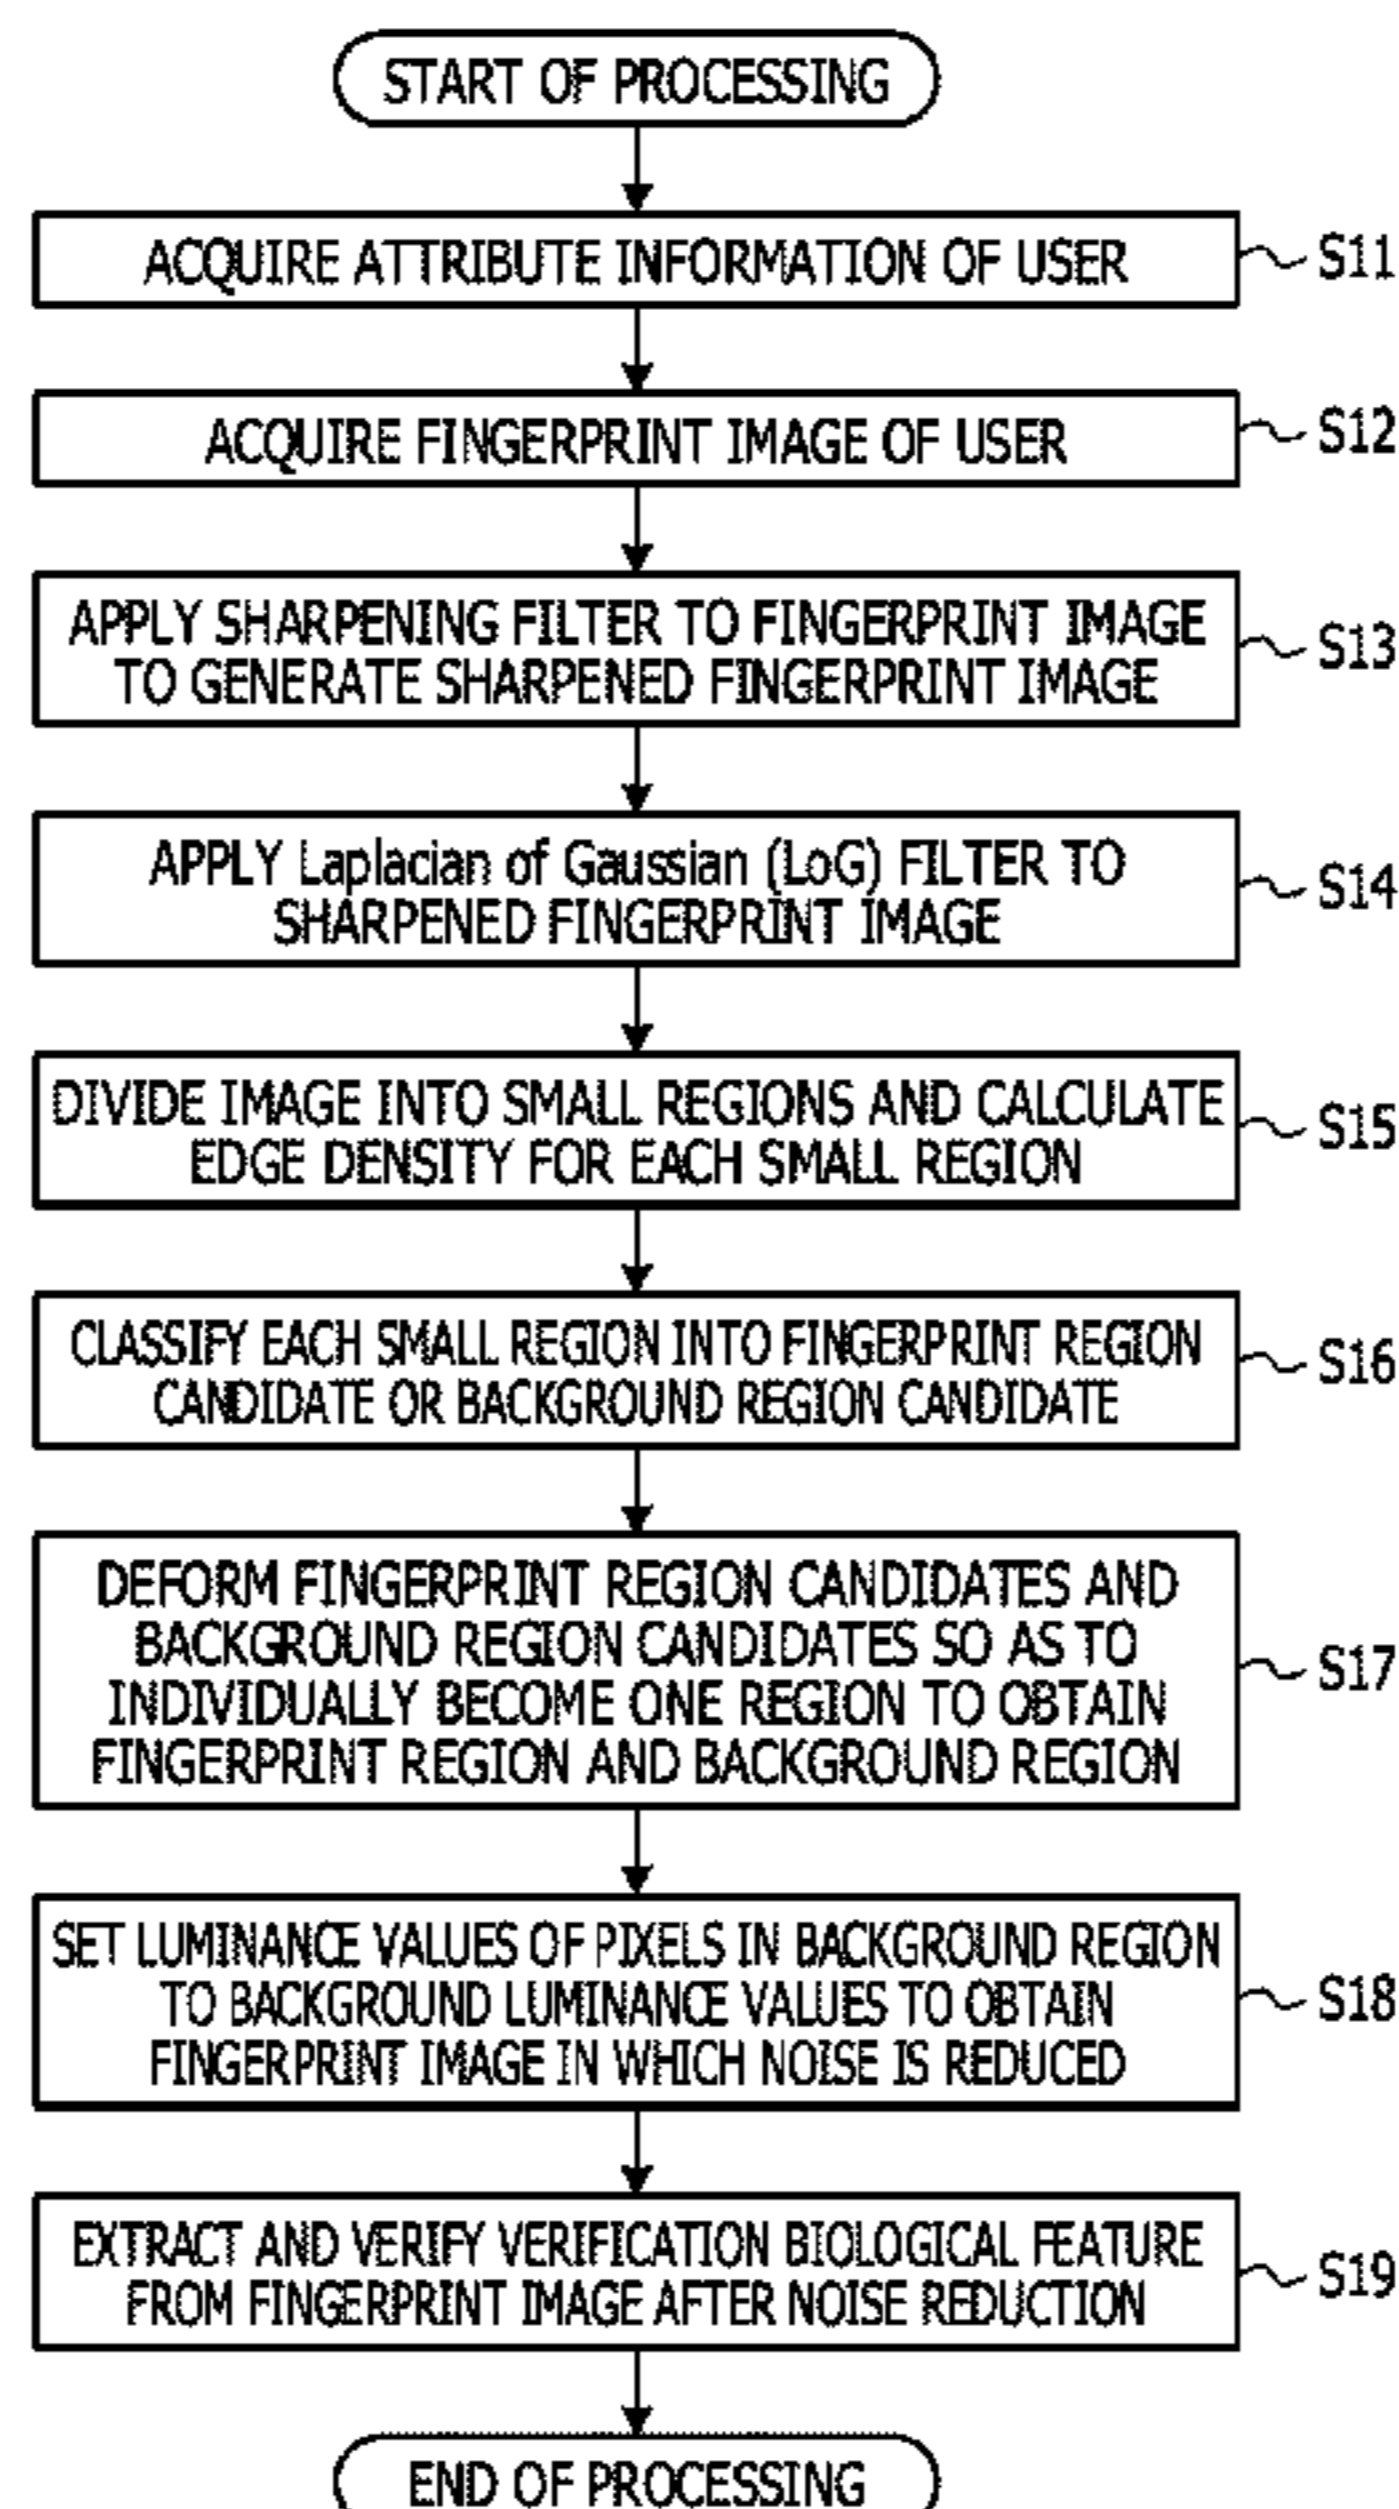 START OF PROCESSING
ACQUIRE ATTRIBUTE INFORMATION OF USER
S11
ACQUIRE FINGERPRINT IMAGE OF USER
S12
APPLY SHARPENING FILTER TO FINGERPRINT IMAGE
TO GENERATE SHARPENED FINGERPRINT IMAGE
S13
APPLY Laplacian of Gaussian (LoG) FILTER TO
SHARPENED FINGERPRINT IMAGE
S14
DIVIDE IMAGE INTO SMALL REGIONS AND CALCULATE
EDGE DENSITY FOR EACH SMALL REGION
S15
CLASSIFY EACH SMALL REGION INTO FINGERPRINT REGION
CANDIDATE OR BACKGROUND REGION CANDIDATE
S16
DEFORM FINGERPRINT REGION CANDIDATES AND
BACKGROUND REGION CANDIDATES SO AS TO
INDIVIDUALLY BECOME ONE REGION TO OBTAIN
FINGERPRINT REGION AND BACKGROUND REGION
S17
SET LUMINANCE VALUES OF PIXELS IN BACKGROUND REGION
TO BACKGROUND LUMINANCE VALUES TO OBTAIN
FINGERPRINT IMAGE IN WHICH NOISE IS REDUCED
S18
EXTRACT AND VERIFY VERIFICATION BIOLOGICAL FEATURE
FROM FINGERPRINT IMAGE AFTER NOISE REDUCTION
S19
END OF PROCESSING